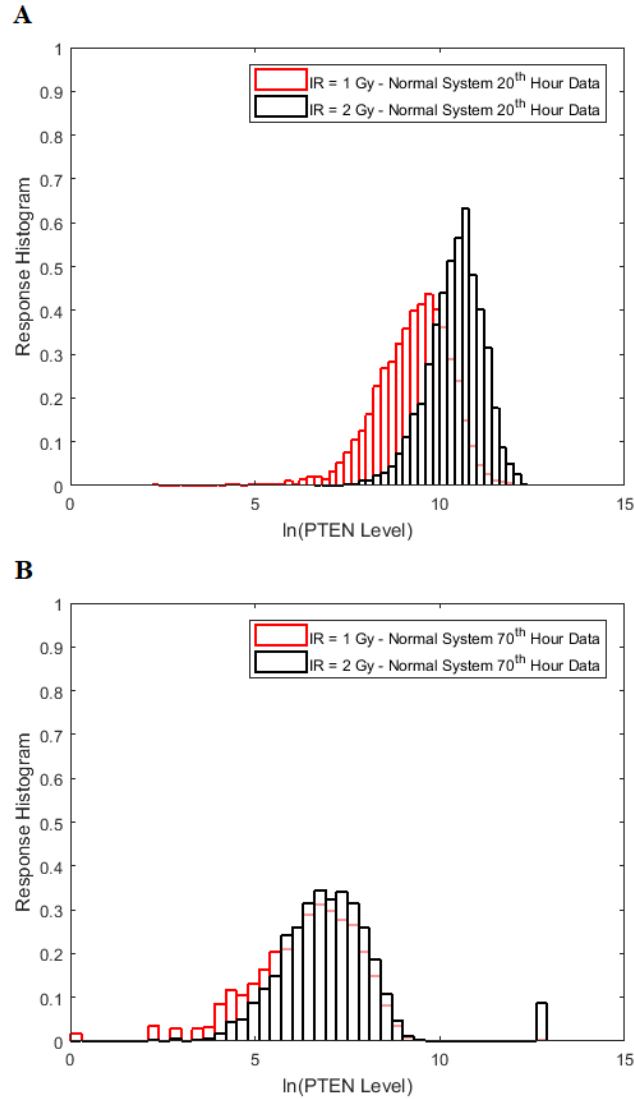 A
1
0.9
0.8
0.7
0.6
0.5
0.4
0.3
0.2
0.1
0
Response Histogram
IR = 1 Gy - Normal System 20th Hour Data
IR = 2 Gy - Normal System 20th Hour Data
0 5 10 15
ln(PTEN Level)
B
1
0.9
0.8
0.7
0.6
0.5
0.4
0.3
0.2
0.1
0
Response Histogram
IR = 1 Gy - Normal System 70th Hour Data
IR = 2 Gy - Normal System 70th Hour Data
0 5 10 15
ln(PTEN Level)